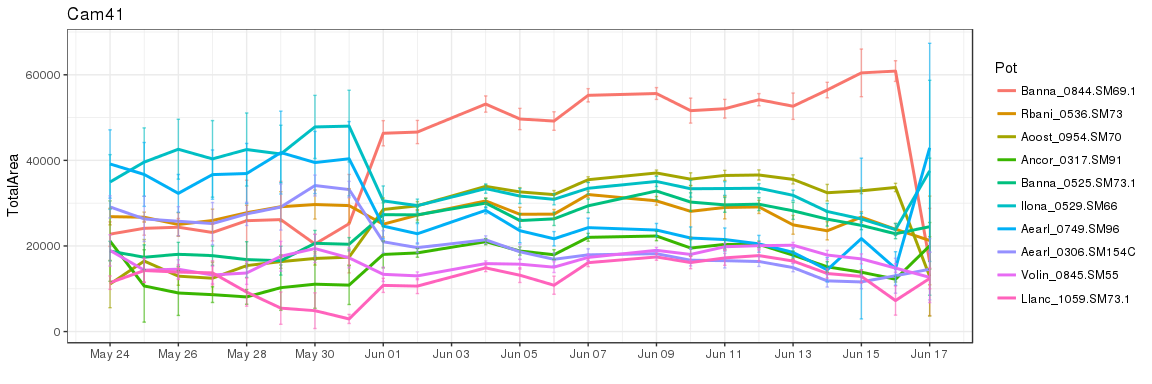 Cam41
TotalArea
60000
40000
20000
0
May 24 May 26 May 28 May 30 Jun 01 Jun 03 Jun 05 Jun 07 Jun 09 Jun 11 Jun 13 Jun 15 Jun 17
Pot
Banna_0844.SM69.1
Rbani_0536.SM73
Aoost_0954.SM70
Ancor_0317.SM91
Banna_0525.SM73.1
Ilona_0529.SM66
Aearl_0749.SM96
Aearl_0306.SM154C
Volin_0845.SM55
Llanc_1059.SM73.1